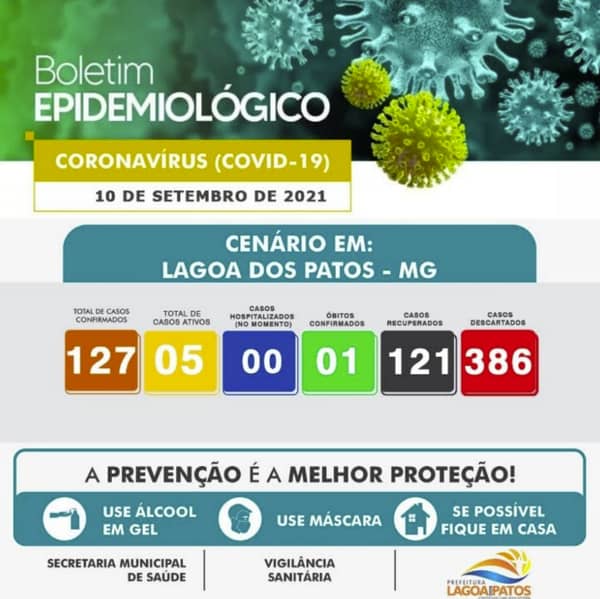 Boletim
EPIDEMIOLÓGICO
CORONAVÍRUS (COVID-19)
10 DE SETEMBRO DE 2021
CENÁRIO EM:
LAGOA DOS PATOS - MG
TOTAL DE CASOS
CONFIRMADOS
127
TOTAL DE
CASOS ATIVOS
05
CASOS
HOSPITALIZADOS
(NO MOMENTO)
00
ÓBITOS
CONFIRMADOS
01
CASOS
RECUPERADOS
121
CASOS
DESCARTADOS
386
A PREVENÇÃO É A MELHOR PROTEÇÃO!
USE ÁLCOOL
EM GEL
USE MÁSCARA
SE POSSÍVEL
FIQUE EM CASA
SECRETARIA MUNICIPAL
DE SAÚDE
VIGILÂNCIA
SANITÁRIA
PREFEITURA
LAGOA DOS PATOS